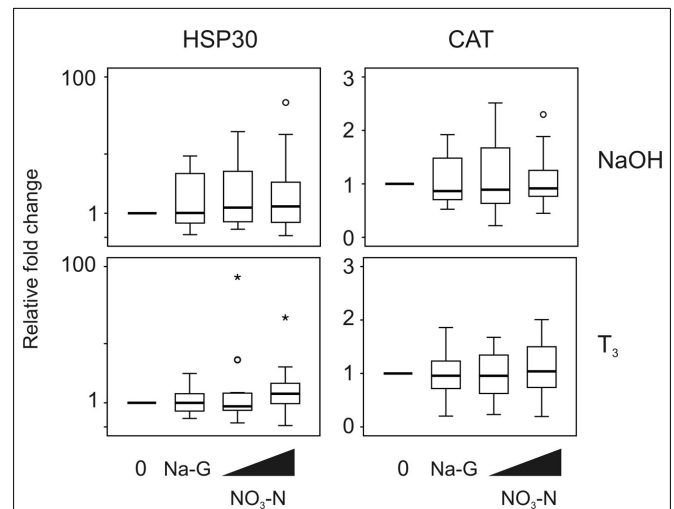 HSP30 CAT
100
1
3
2
1
0
NaOH
Relative fold change
100
1
3
2
1
0
T₃
0 Na-G 0 Na-G
NO₃-N NO₃-N